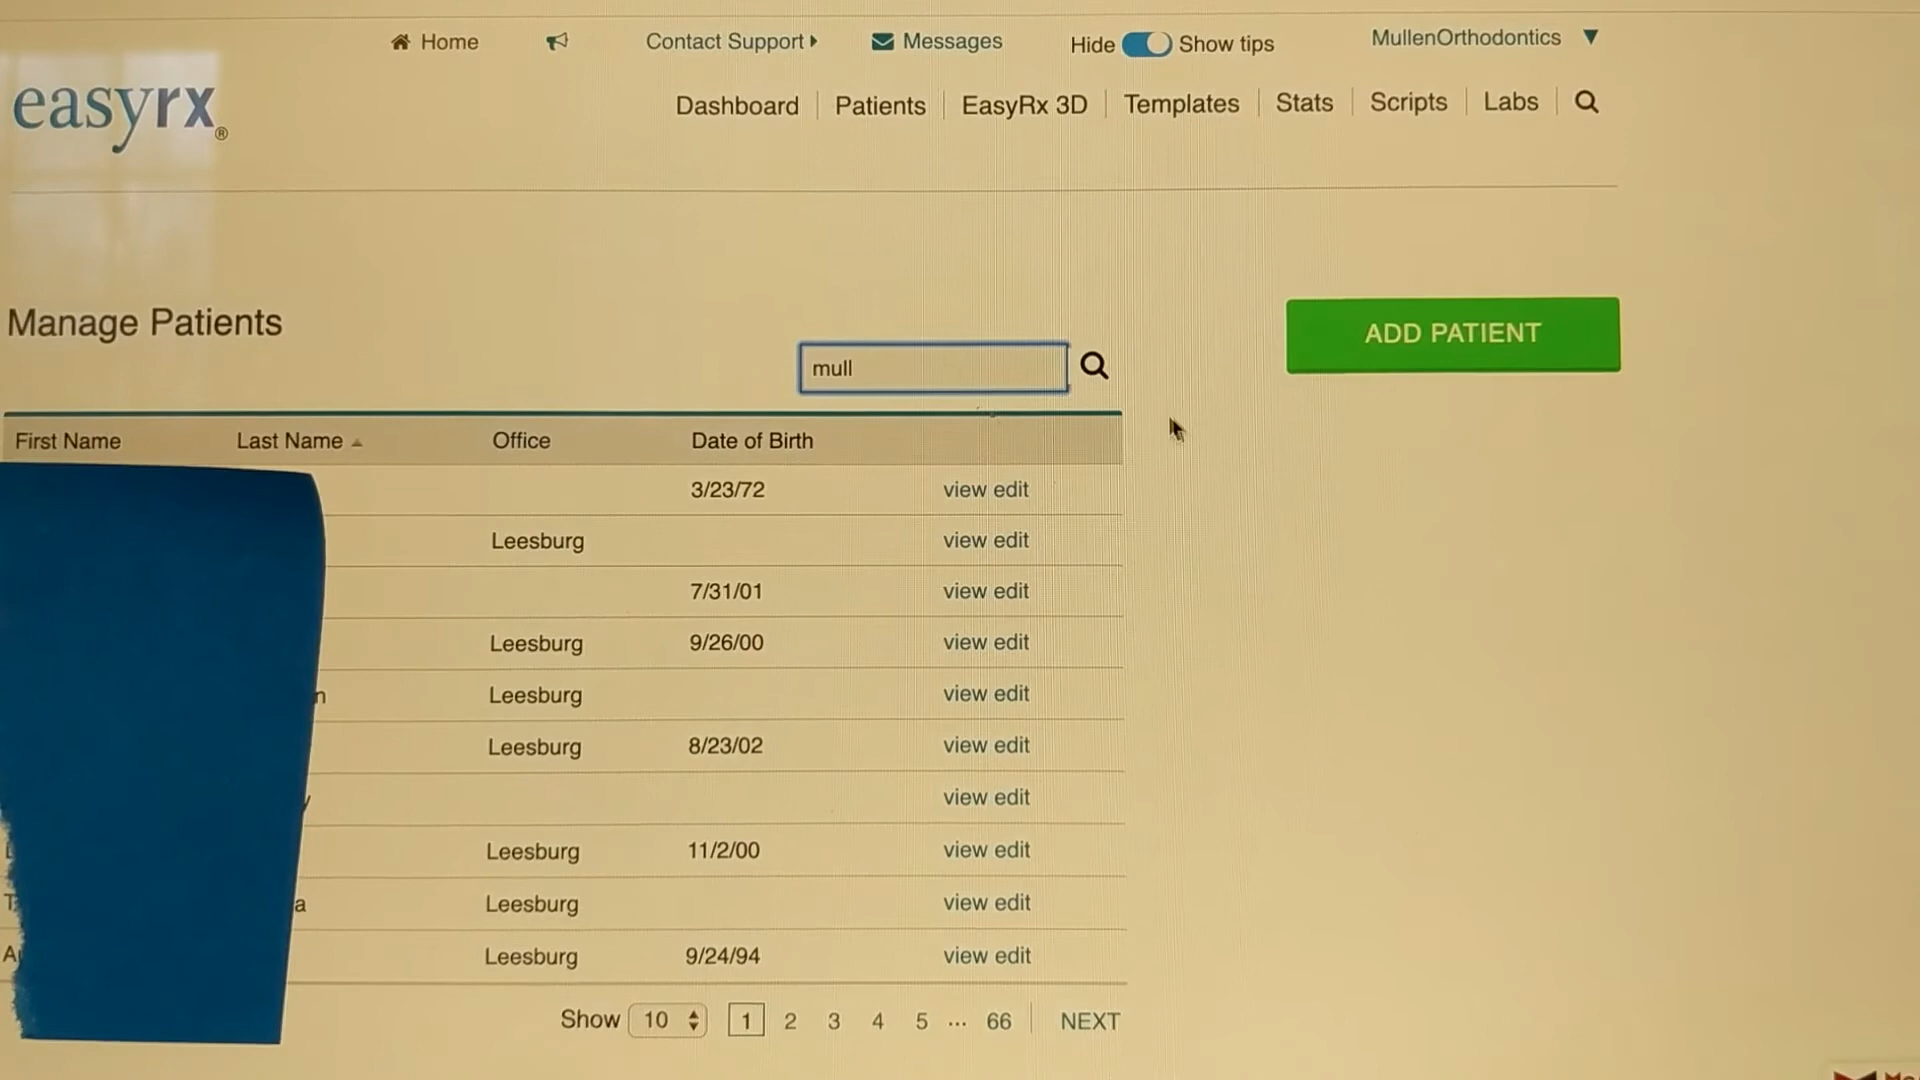 Home Contact Support Messages Hide Show tips MullenOrthodontics
easyrx®
Dashboard Patients EasyRx 3D Templates Stats Scripts Labs
Manage Patients
ADD PATIENT
mull
First Name Last Name Office Date of Birth
3/23/72 view edit
Leesburg view edit
7/31/01 view edit
Leesburg 9/26/00 view edit
n Leesburg view edit
Leesburg 8/23/02 view edit
view edit
Leesburg 11/2/00 view edit
T a Leesburg view edit
A Leesburg 9/24/94 view edit
Show 10 1 2 3 4 5 ... 66 NEXT